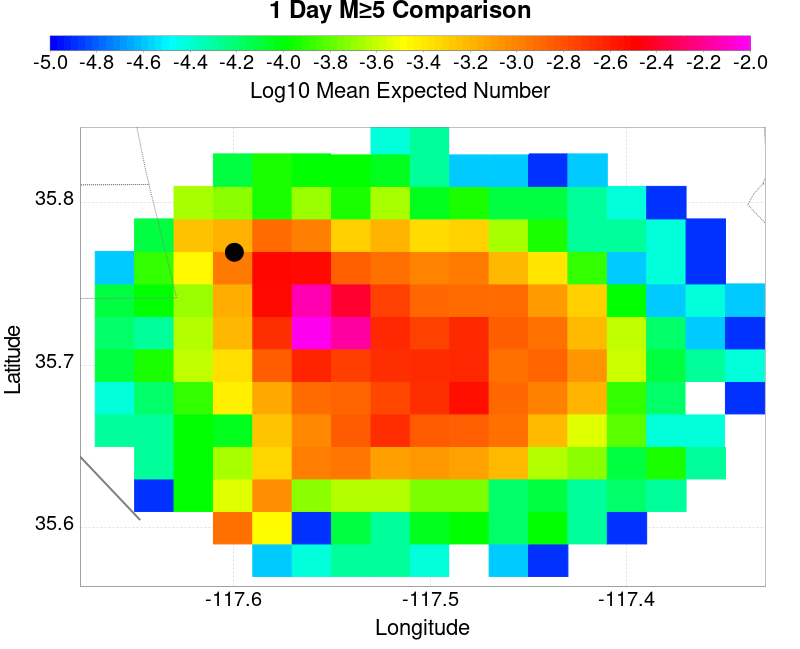 1 Day M≥5 Comparison
-5.0 -4.8 -4.6 -4.4 -4.2 -4.0 -3.8 -3.6 -3.4 -3.2 -3.0 -2.8 -2.6 -2.4 -2.2 -2.0
Log10 Mean Expected Number
35.8
35.7
35.6
Latitude
-117.6 -117.5 -117.4
Longitude